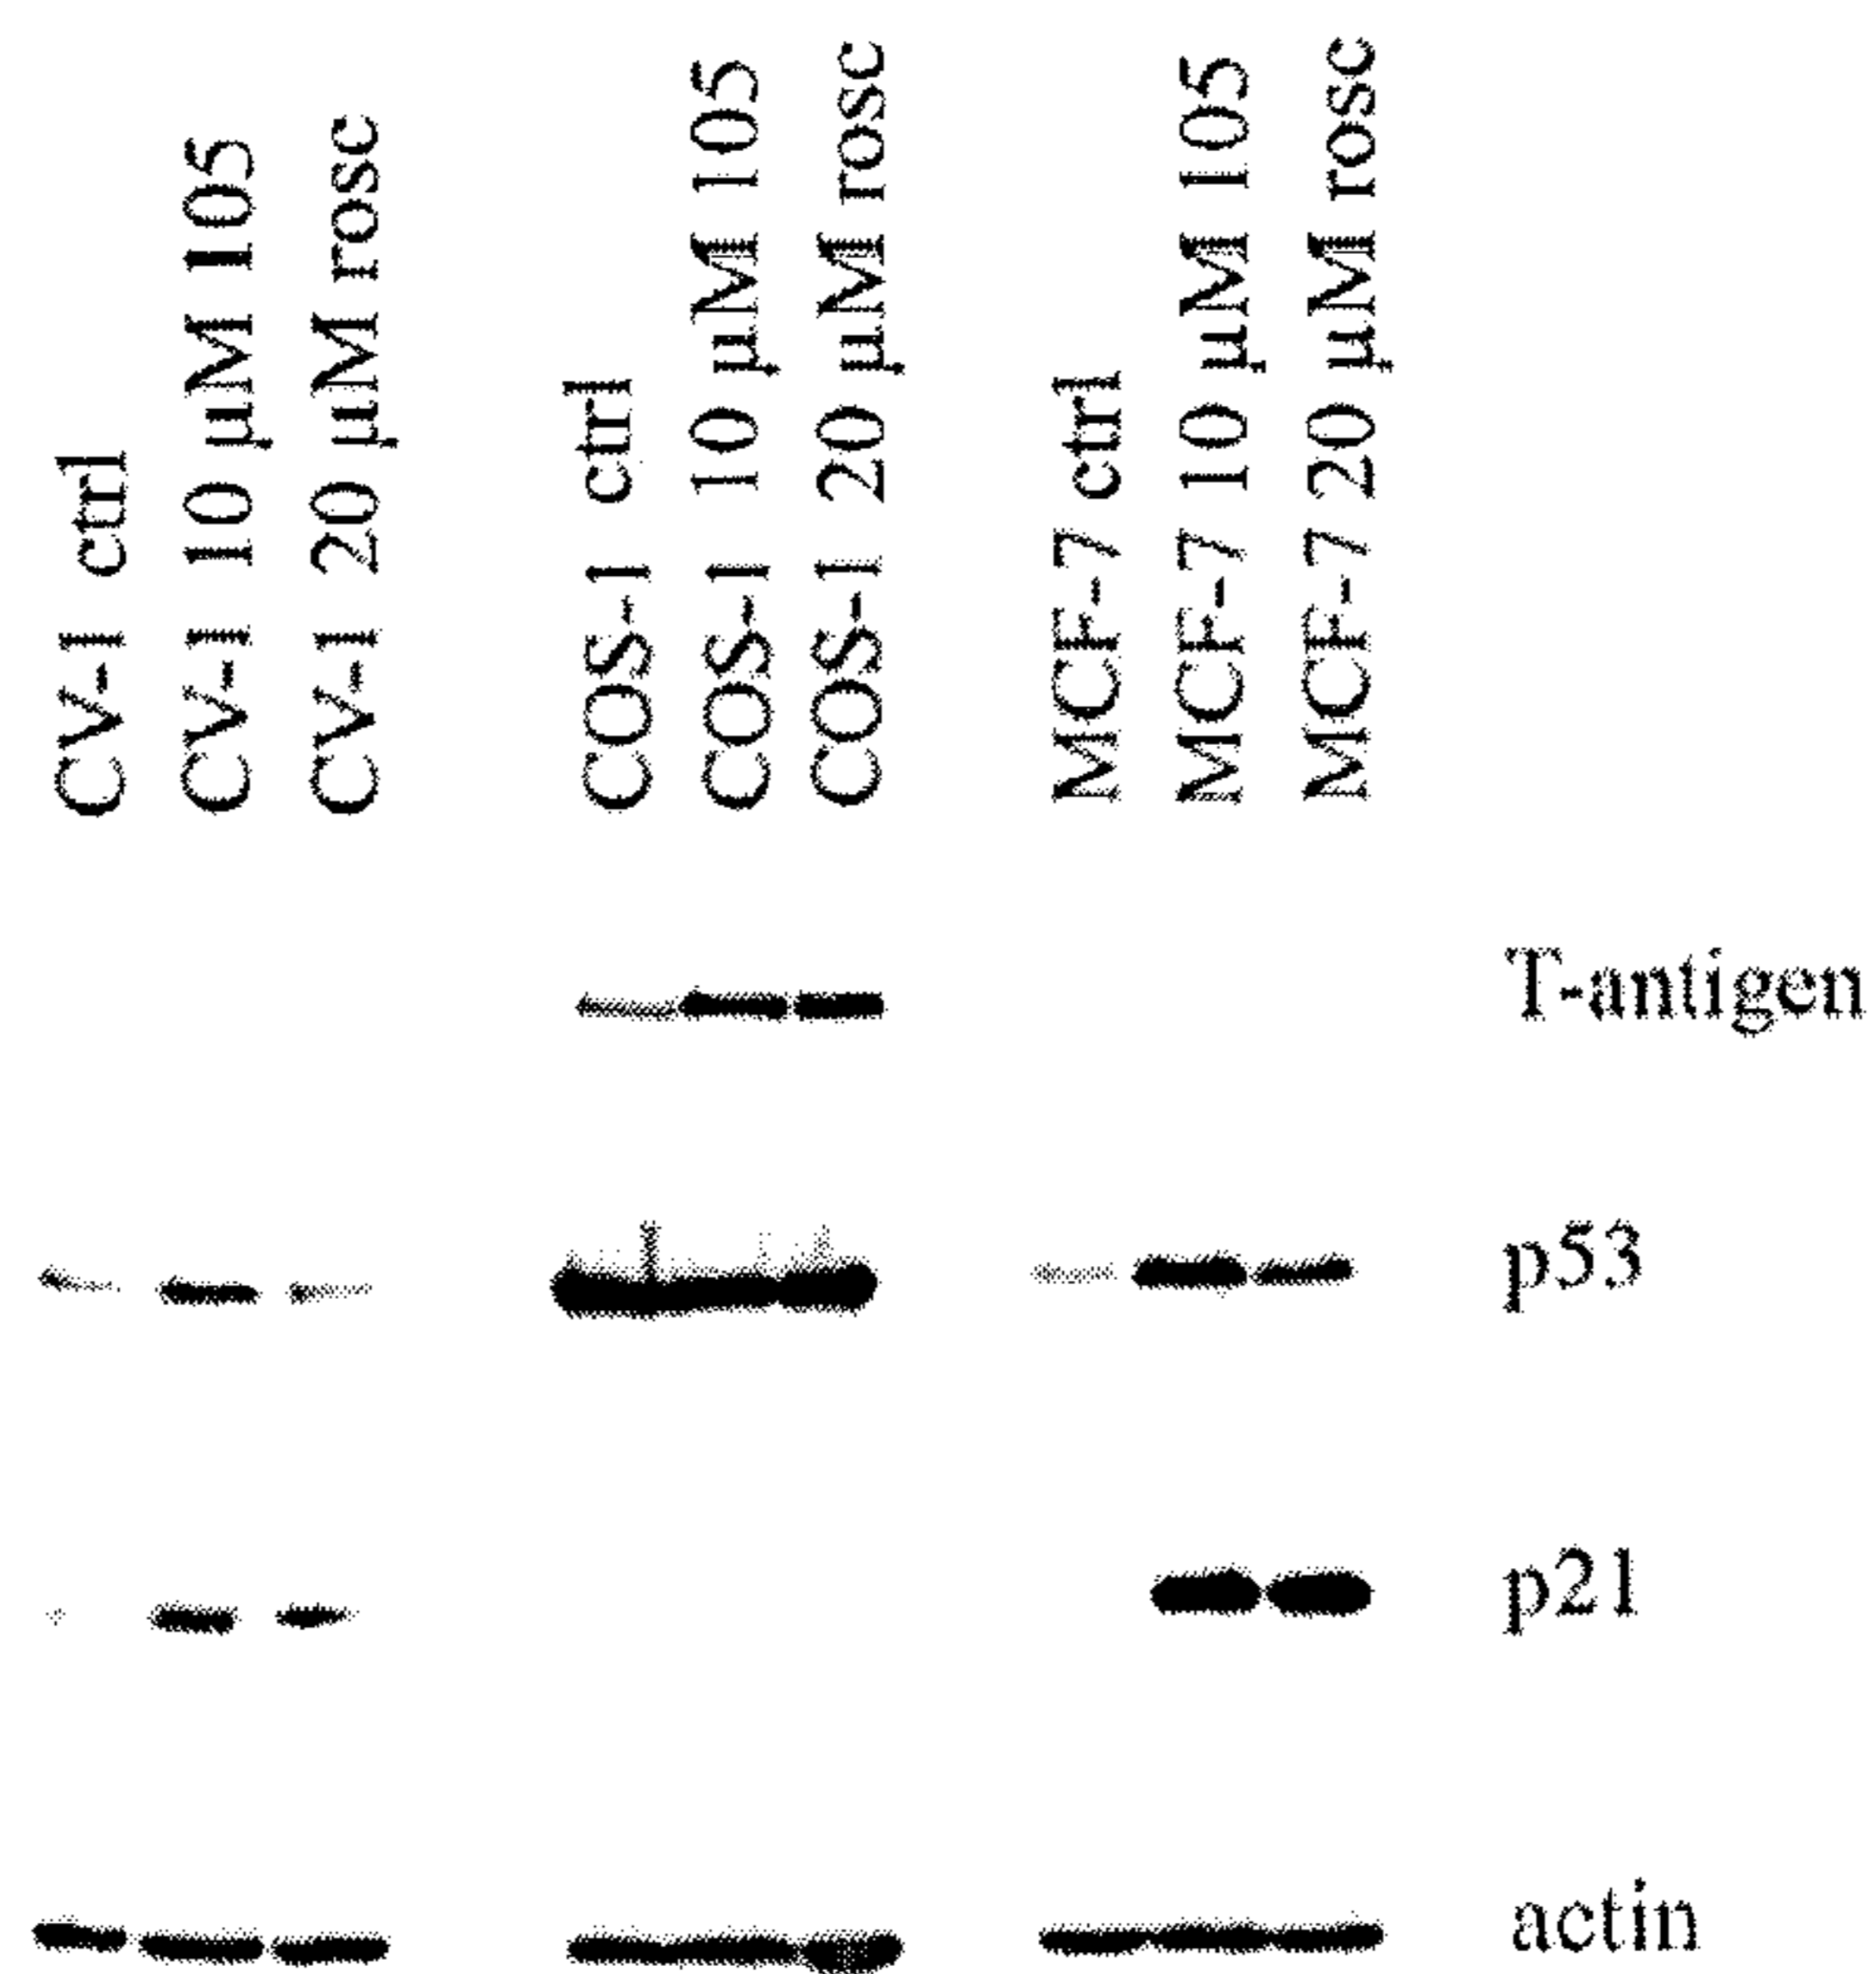 CV-1 ctrl
CV-1 10 µM 105
CV-1 20 µM rosc
COS-1 ctrl
COS-1 10 µM 105
COS-1 20 µM rosc
MCF-7 ctrl
MCF-7 10 µM 105
MCF-7 20 µM rosc
T-antigen
p53
p21
actin